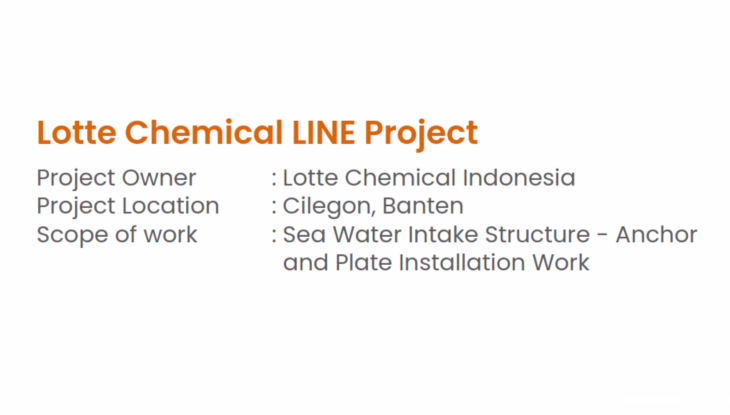 Lotte Chemical LINE Project
Project Owner : Lotte Chemical Indonesia
Project Location : Cilegon, Banten
Scope of work : Sea Water Intake Structure - Anchor
and Plate Installation Work